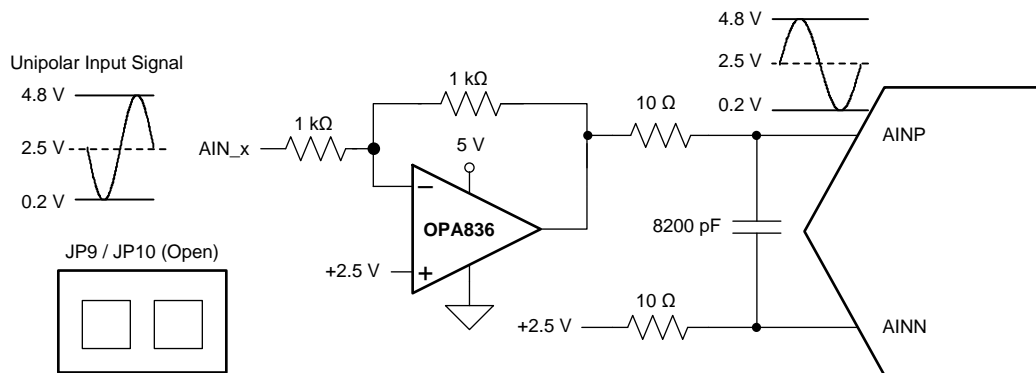 Unipolar Input Signal
4.8 V
2.5 V
0.2 V
JP9 / JP10 (Open)
AIN_x
1 kΩ
1 kΩ
5 V
−
OPA836
+
+2.5 V
10 Ω
8200 pF
10 Ω
+2.5 V
4.8 V
2.5 V
0.2 V
AINP
AINN